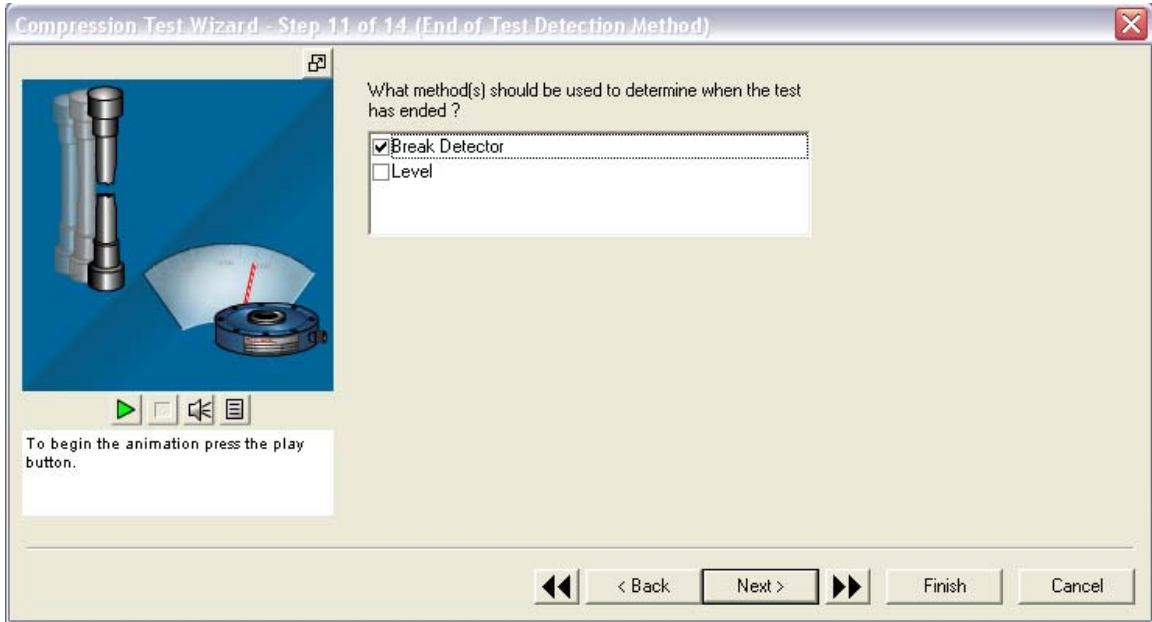 Compression Test Wizard - Step 11 of 14 (End of Test Detection Method)
What method(s) should be used to determine when the test
has ended ?
Break Detector
Level
To begin the animation press the play
button.
< Back
Next >
Finish
Cancel